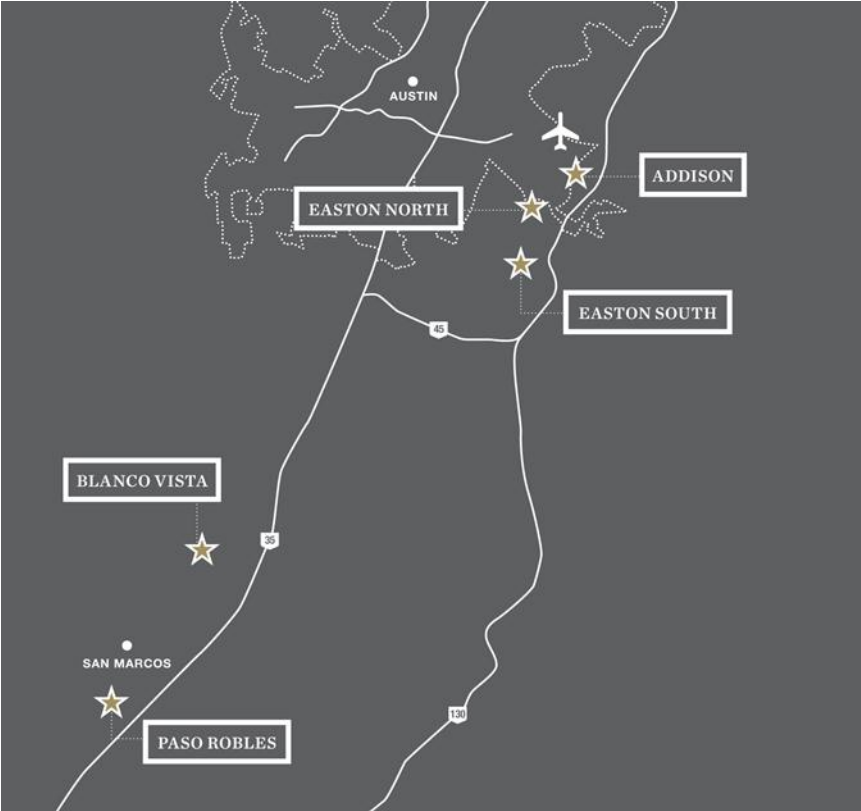 AUSTIN
ADDISON
EASTON NORTH
EASTON SOUTH
45
BLANCO VISTA
35
SAN MARCOS
130
PASO ROBLES